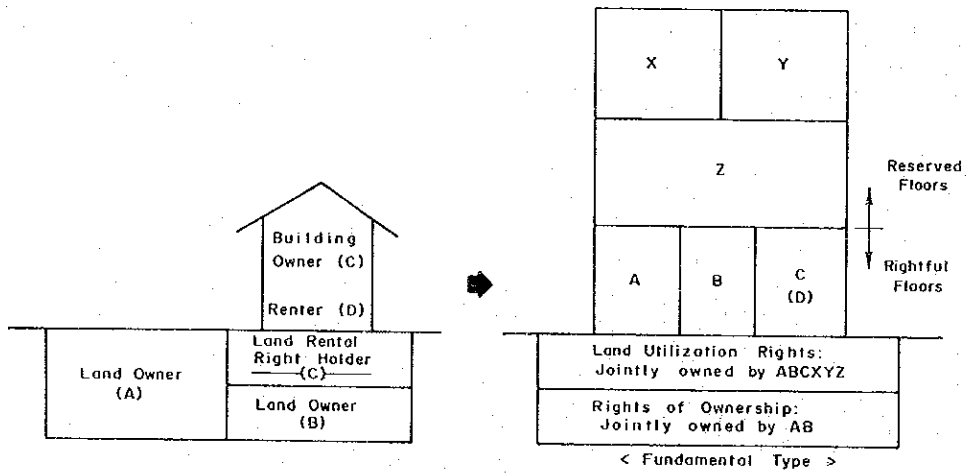 Building
Owner (C)
Renter (D)
Land Owner
(A)
Land Rental
Right Holder
(C)
Land Owner
(B)
X
Y
Z
Reserved
Floors
A
B
C
(D)
Rightful
Floors
Land Utilization Rights:
Jointly owned by ABCXYZ
Rights of Ownership:
Jointly owned by AB
< Fundamental Type >